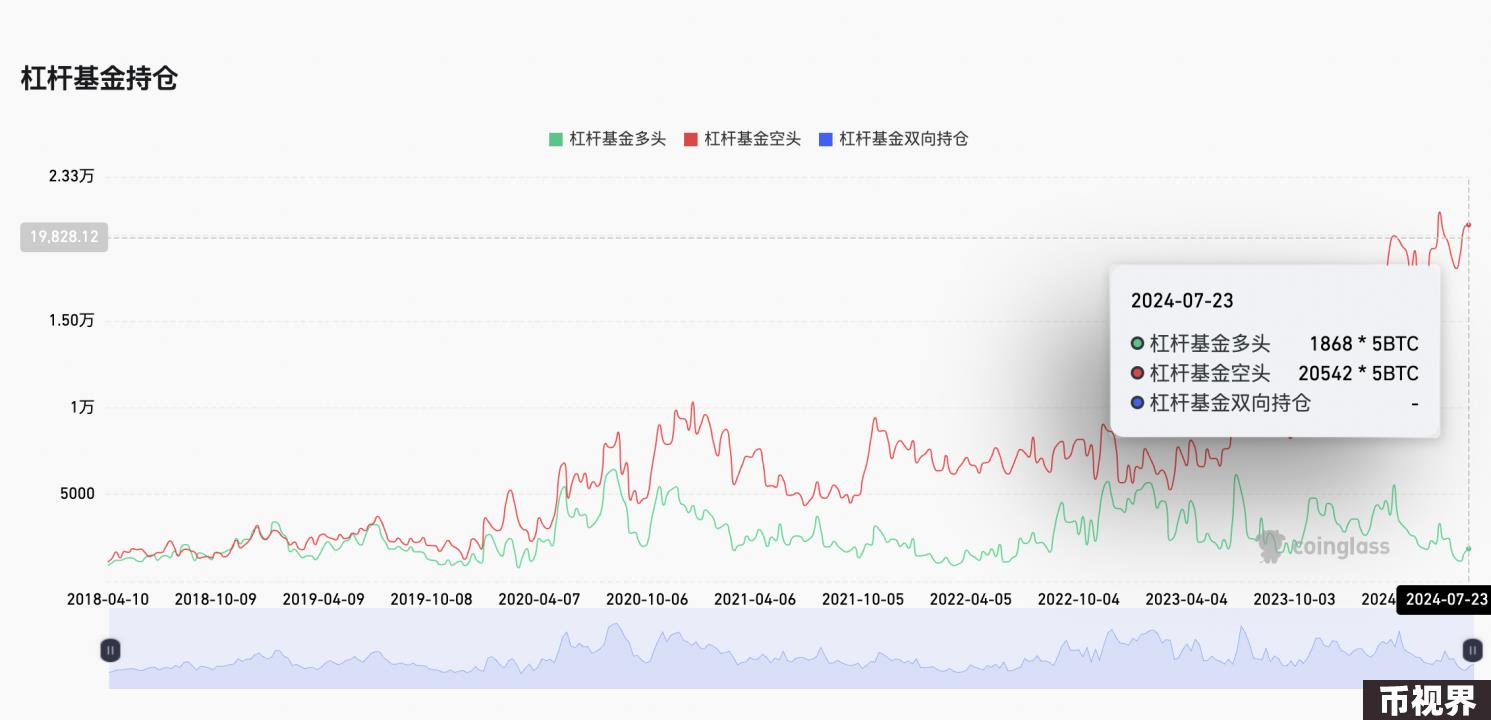 杠杆基金持仓
杠杆基金多头 杠杆基金空头 杠杆基金双向持仓
2.33万
19,828.12
1.50万
1万
5000
2024-07-23
杠杆基金多头 1868 * 5BTC
杠杆基金空头 20542 * 5BTC
杠杆基金双向持仓 -
coinglass
2018-04-10 2018-10-09 2019-04-09 2019-10-08 2020-04-07 2020-10-06 2021-04-06 2021-10-05 2022-04-05 2022-10-04 2023-04-04 2023-10-03 2024 2024-07-23
币视界